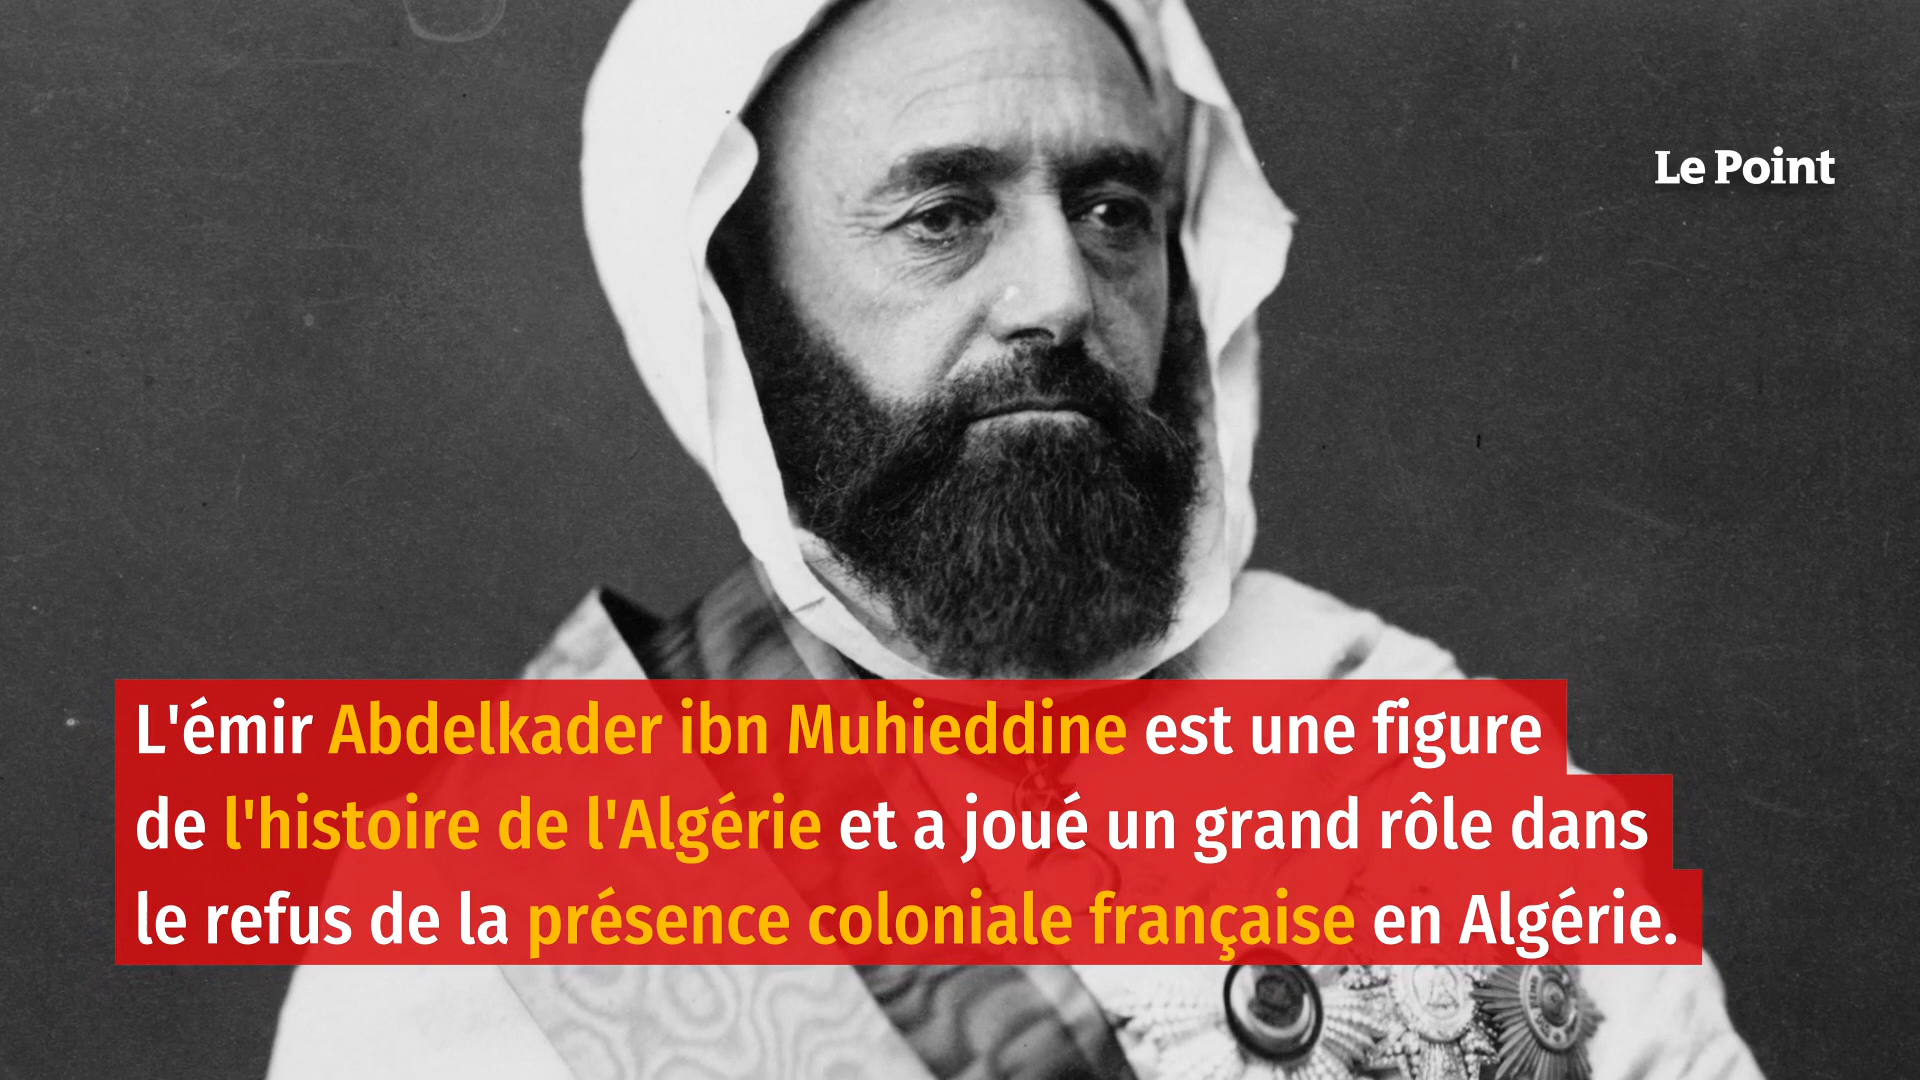 Le Point
L'émir Abdelkader ibn Muhieddine est une figure
de l'histoire de l'Algérie et a joué un grand rôle dans
le refus de la présence coloniale française en Algérie.